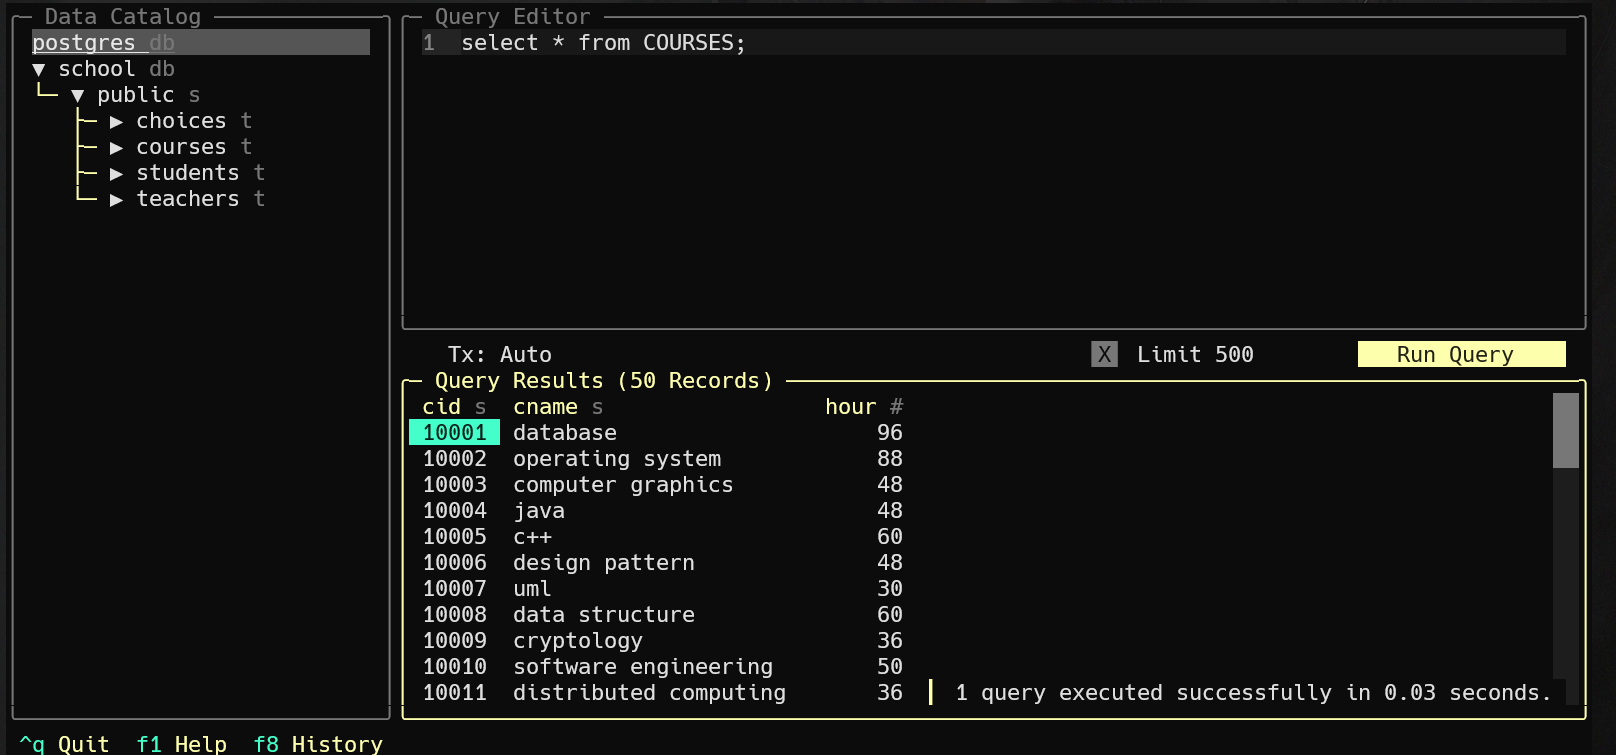 Data Catalog
postgres db
▼ school db
▼ public s
▶ choices t
▶ courses t
▶ students t
▶ teachers t
Query Editor
1 select * from COURSES;
Tx: Auto X Limit 500 Run Query
Query Results (50 Records)
cid s cname s hour #
10001 database 96
10002 operating system 88
10003 computer graphics 48
10004 java 48
10005 c++ 60
10006 design pattern 48
10007 uml 30
10008 data structure 60
10009 cryptology 36
10010 software engineering 50
10011 distributed computing 36
1 query executed successfully in 0.03 seconds.
^q Quit f1 Help f8 History